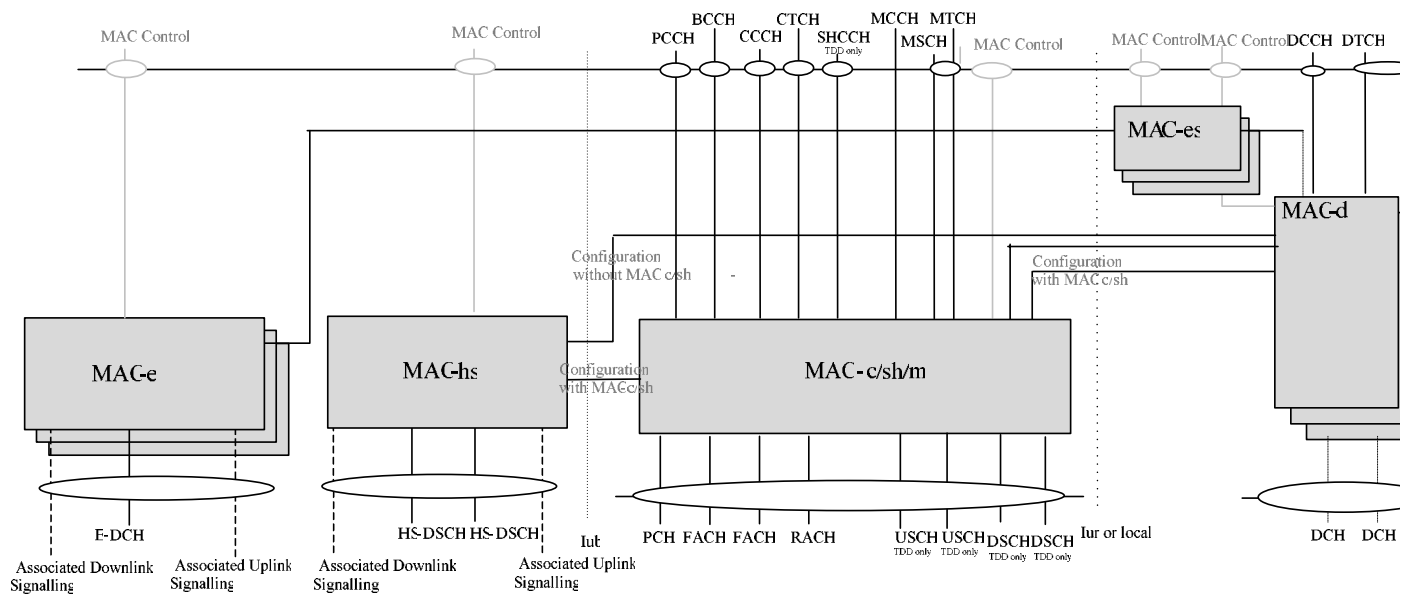 MAC Control
MAC Control
PCCH
BCCH
CCCH
CTCH
SHCCH
TDD only
MCCH
MSCH
MTCH
MAC Control
MAC Control
MAC Control
DCCH
DTCH
MAC-es
MAC-d
Configuration
without MAC c/sh
-
Configuration
with MAC c/sh
MAC-e
MAC-hs
Configuration
with MAC-c/sh
MAC- c/sh/m
E-DCH
HS-DSCH
HS-DSCH
Iub
PCH
FACH
FACH
RACH
USCH
TDD only
USCH
TDD only
DSCH
TDD only
DSCH
TDD only
Iur or local
DCH
DCH
Associated Downlink
Signalling
Associated Uplink
Signalling
Associated Downlink
Signalling
Associated Uplink
Signalling